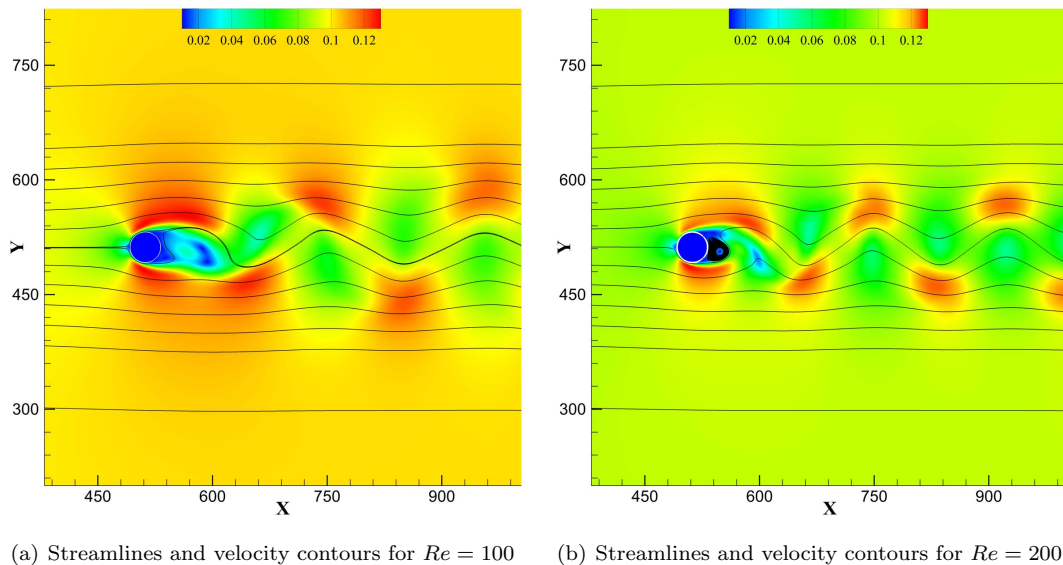 0.02 0.04 0.06 0.08 0.1 0.12
750
600
Y
450
300
450 600 750 900
X
(a) Streamlines and velocity contours for Re = 100
0.02 0.04 0.06 0.08 0.1 0.12
750
600
Y
450
300
450 600 750 900
X
(b) Streamlines and velocity contours for Re = 200